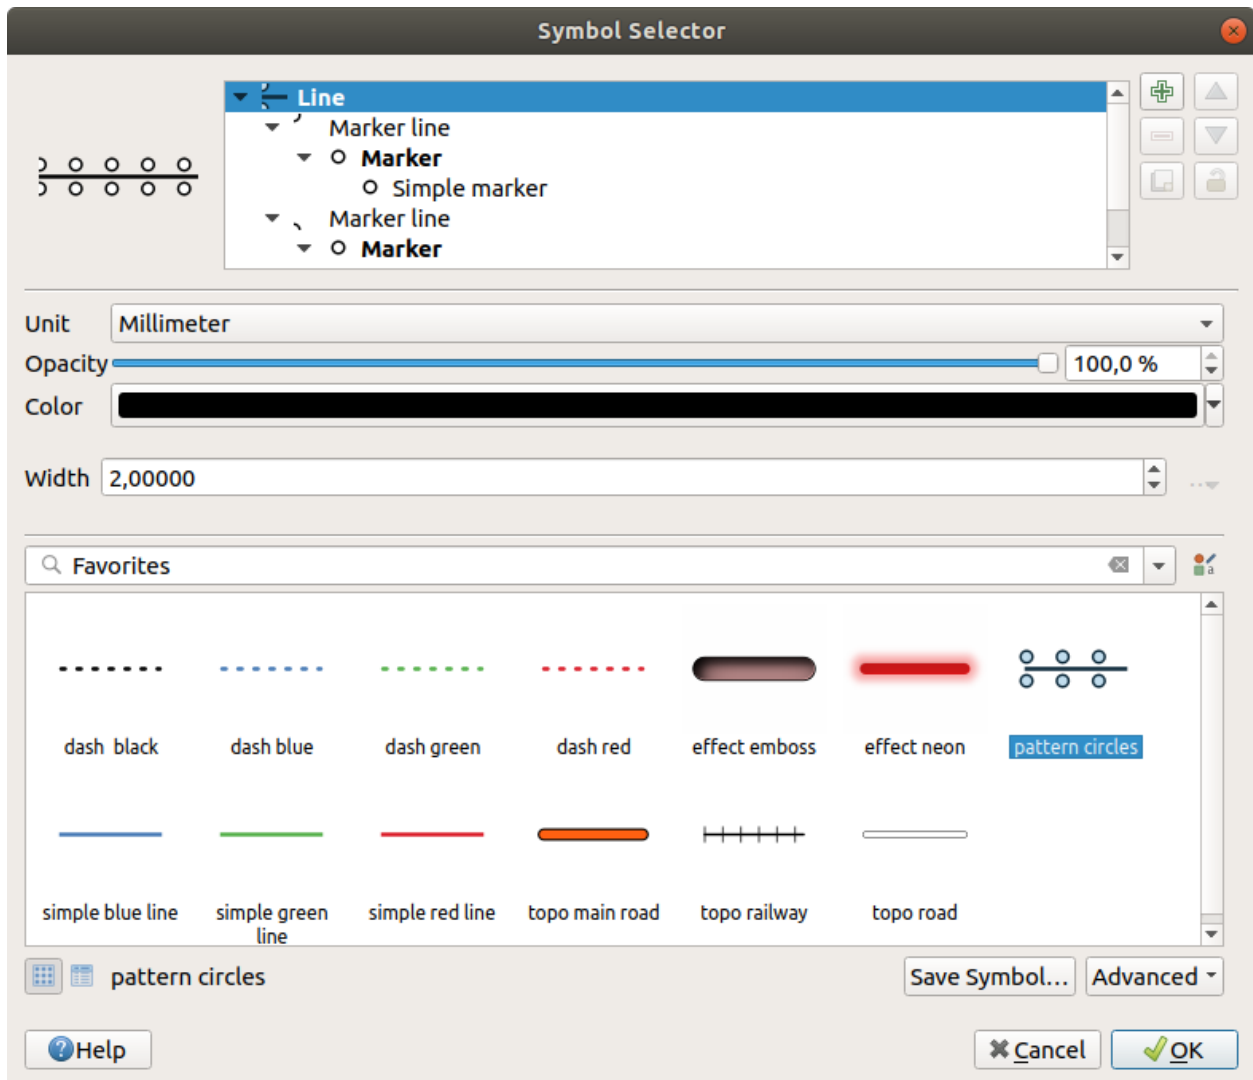 Symbol Selector
Line
Marker line
Marker
Simple marker
Marker line
Marker
Unit Millimeter
Opacity 100,0 %
Color
Width 2,00000
Favorites
a
dash  black dash blue dash green dash red effect emboss effect neon pattern circles
simple blue line simple green line simple red line topo main road topo railway topo road
pattern circles Save Symbol... Advanced
?Help Cancel OK